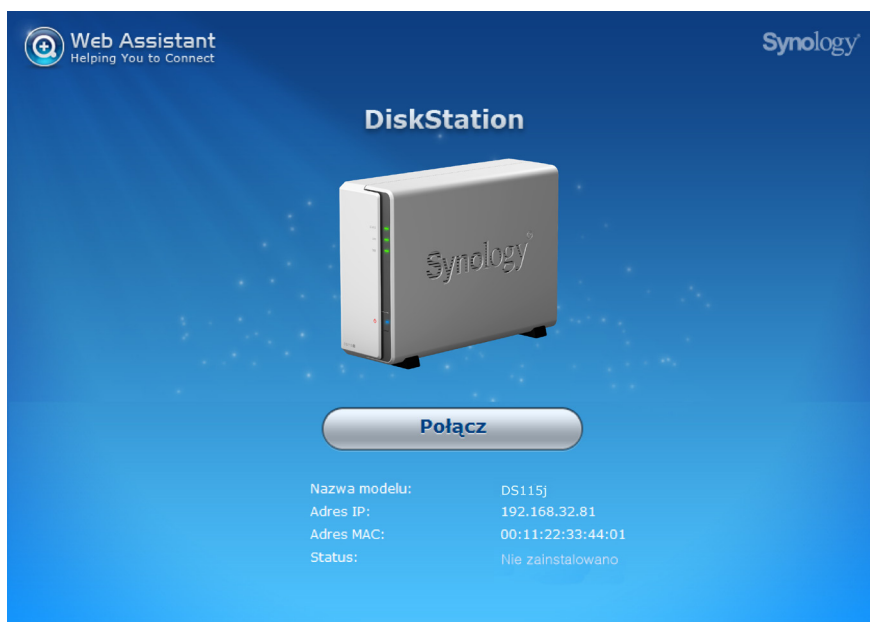 Web Assistant
Helping You to Connect
Synology
DiskStation
Synology
Połącz
Nazwa modelu: DS115j
Adres IP: 192.168.32.81
Adres MAC: 00:11:22:33:44:01
Status: Nie zainstalowano